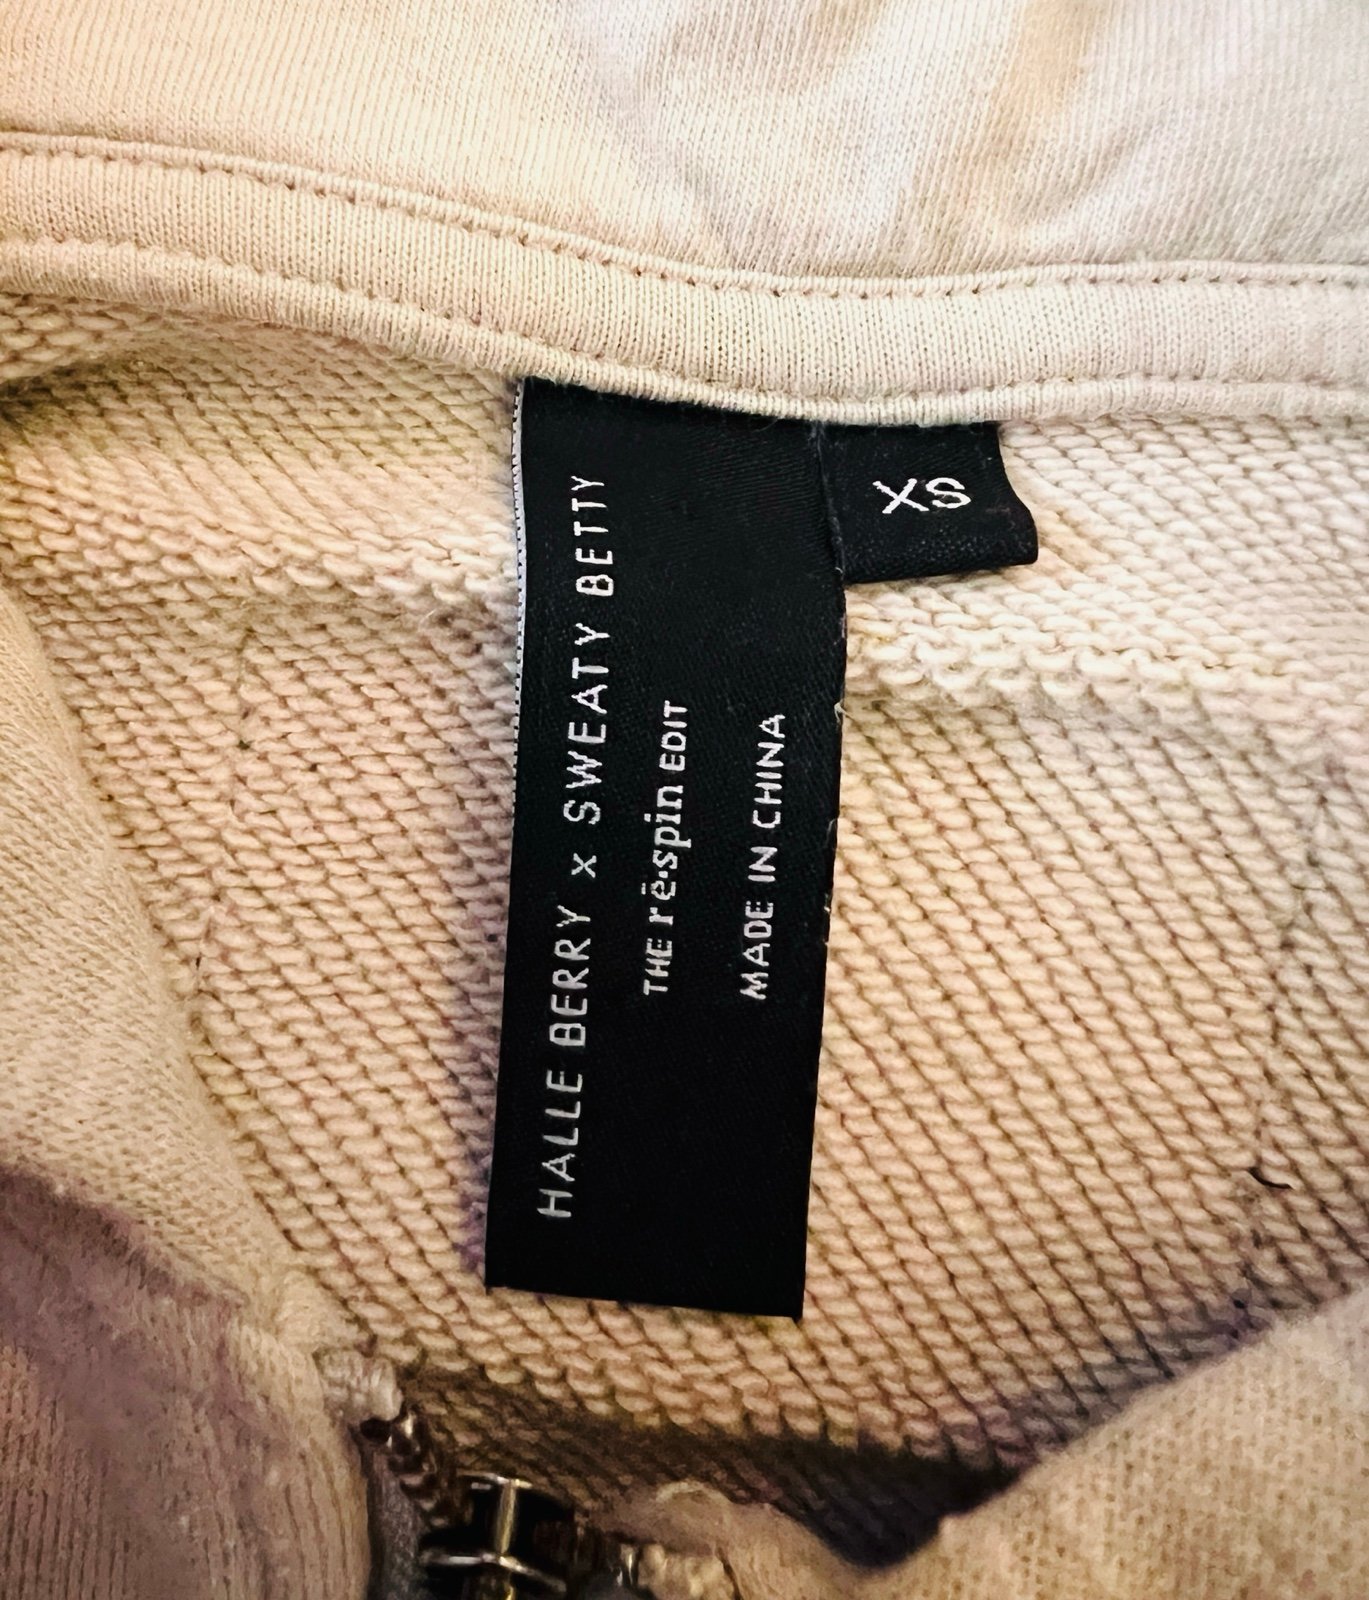 HALLE BERRY x SWEATY BETTY
THE rē•spin EDIT
MADE IN CHINA
XS